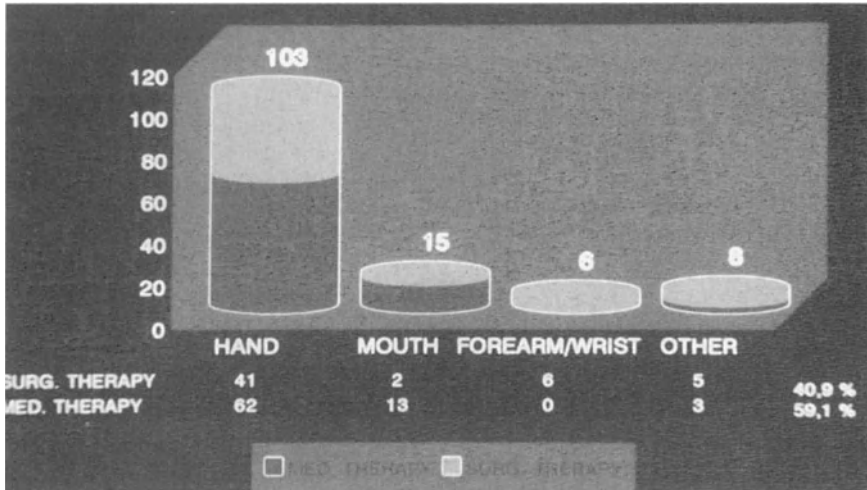 103
120
100
80
60
40
20
0
15
6
8
HAND MOUTH FOREARM/WRIST OTHER
SURG. THERAPY 41 2 6 5 40,9 %
MED. THERAPY 62 13 0 3 59,1 %
MED. THERAPY SURG. THERAPY